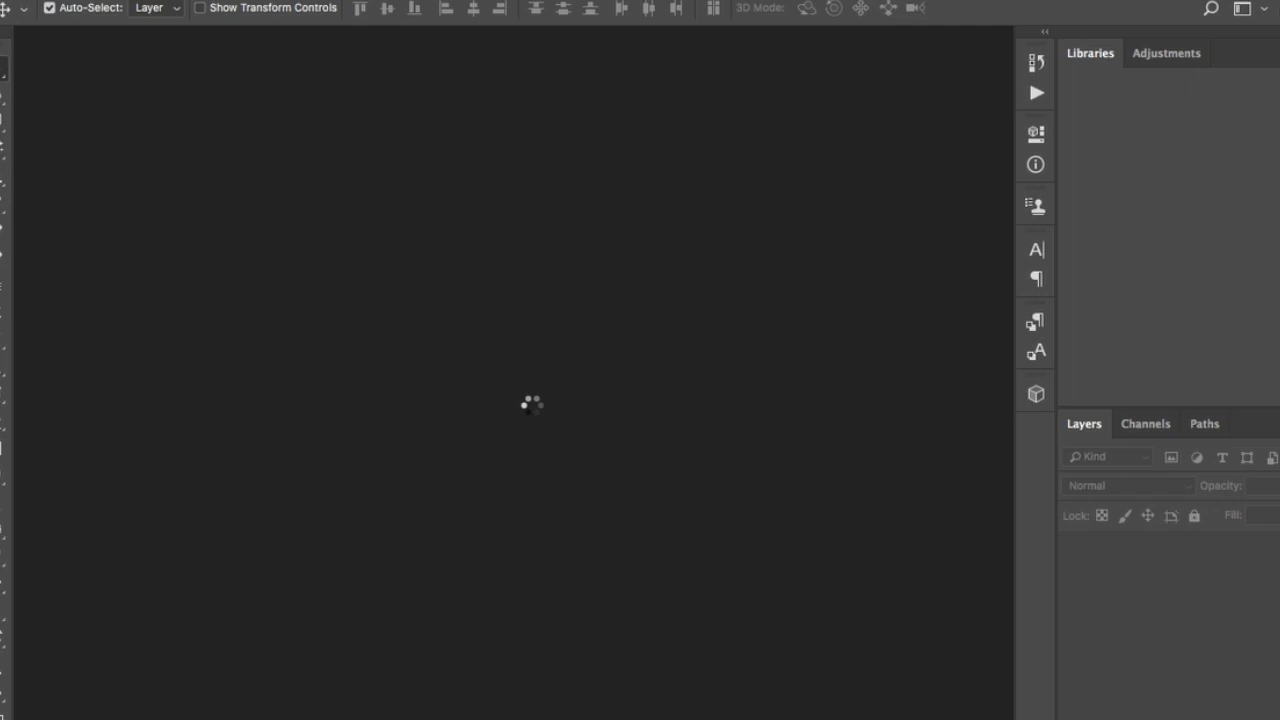 Auto-Select: Layer Show Transform Controls 3D Mode:
Libraries Adjustments
Layers Channels Paths
Kind
Normal Opacity:
Lock: Fill: